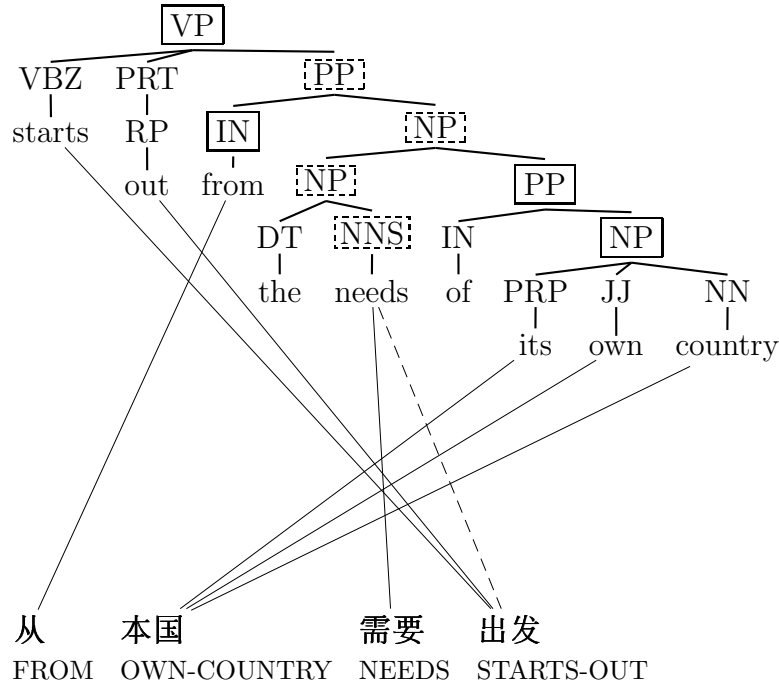 VP
VBZ PRT PP
starts RP IN NP
out from NP PP
DT NNS IN NP
the needs of PRP JJ NN
its own country
从 本国 需要 出发
FROM OWN-COUNTRY NEEDS STARTS-OUT